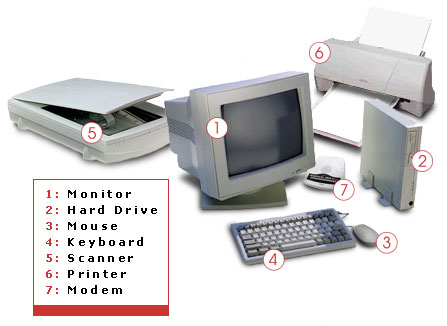 6
1
5
2
7
3
4
1: Monitor
2: Hard Drive
3: Mouse
4: Keyboard
5: Scanner
6: Printer
7: Modem